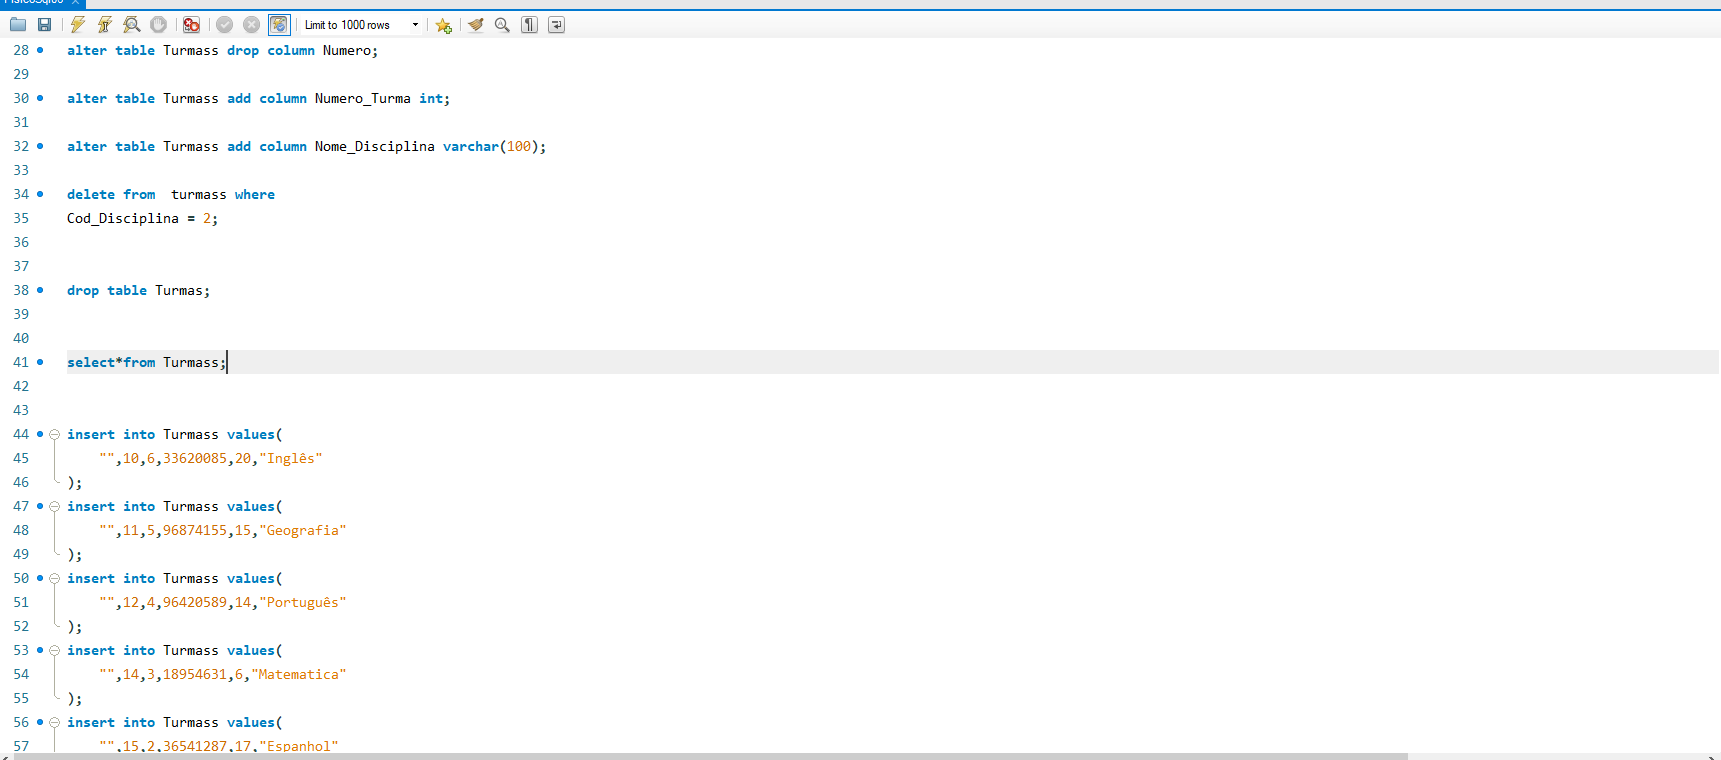 Limit to 1000 rows
28 alter table Turmass drop column Numero;
29
30 alter table Turmass add column Numero_Turma int;
31
32 alter table Turmass add column Nome_Disciplina varchar(100);
33
34 delete from  turmass where
35 Cod_Disciplina = 2;
36
37
38 drop table Turmas;
39
40
41 select*from Turmass;
42
43
44 insert into Turmass values(
45 "",10,6,33620085,20,"Inglês"
46 );
47 insert into Turmass values(
48 "",11,5,96874155,15,"Geografia"
49 );
50 insert into Turmass values(
51 "",12,4,96420589,14,"Português"
52 );
53 insert into Turmass values(
54 "",14,3,18954631,6,"Matematica"
55 );
56 insert into Turmass values(
57 "",15,2,36541287,17,"Espanhol"